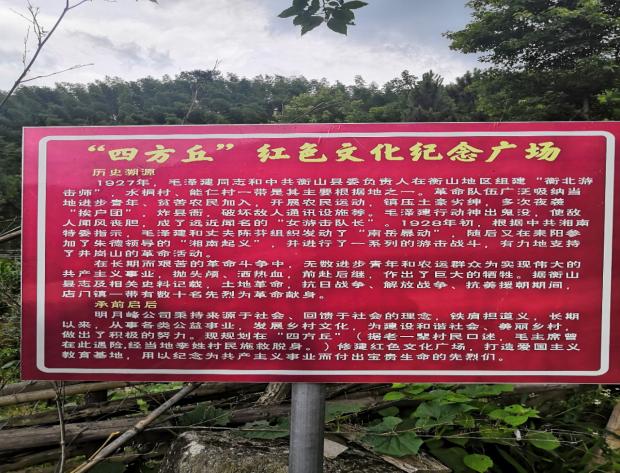 “四方丘”红色文化纪念广场
历史溯源
1927年，毛泽建同志和中共衡山县委负责人在衡山地区组建“衡北游
击师”，水桐村，能仁村一带是其主要根据地之一，革命队伍广泛吸纳当
地进步青年，贫苦农民加入，开展农民运动，镇压土豪劣绅，多次夜袭
“挨户团”，炸县衙，破坏敌人通讯设施等。毛泽建行动神出鬼没，使敌
人闻风丧胆，成了远近闻名的“女游击队长”。1928年初，根据中共湘南
特委指示，毛泽建和丈夫陈芬组织发动了“南岳暴动”，随后又在耒阳参
加了朱德领导的“湘南起义”，并进行了一系列的游击战斗，有力地支持
了井岗山的革命活动。
在长期而艰苦的革命斗争中，无数进步青年和农运群众为实现伟大的
共产主义事业，抛头颅、洒热血，前赴后继，作出了巨大的牺牲。据衡山
县志及相关史料记载，土地革命，抗日战争、解放战争、抗美援朝期间，
店门镇一带有数十名先烈为革命献身。
承前启后
明月峰公司秉持来源于社会、回馈于社会的理念，铁肩担道义，长期
以来，从事各类公益事业，发展乡村文化，为建设和谐社会、美丽乡村，
做出了积极的努力。现规划在“四方丘”（据老一辈村民口述，毛主席曾
在此遇险，经当地李姓村民施救脱身。）修建红色文化广场，打造爱国主义
教育基地，用以纪念为共产主义事业而付出宝贵生命的先烈们。